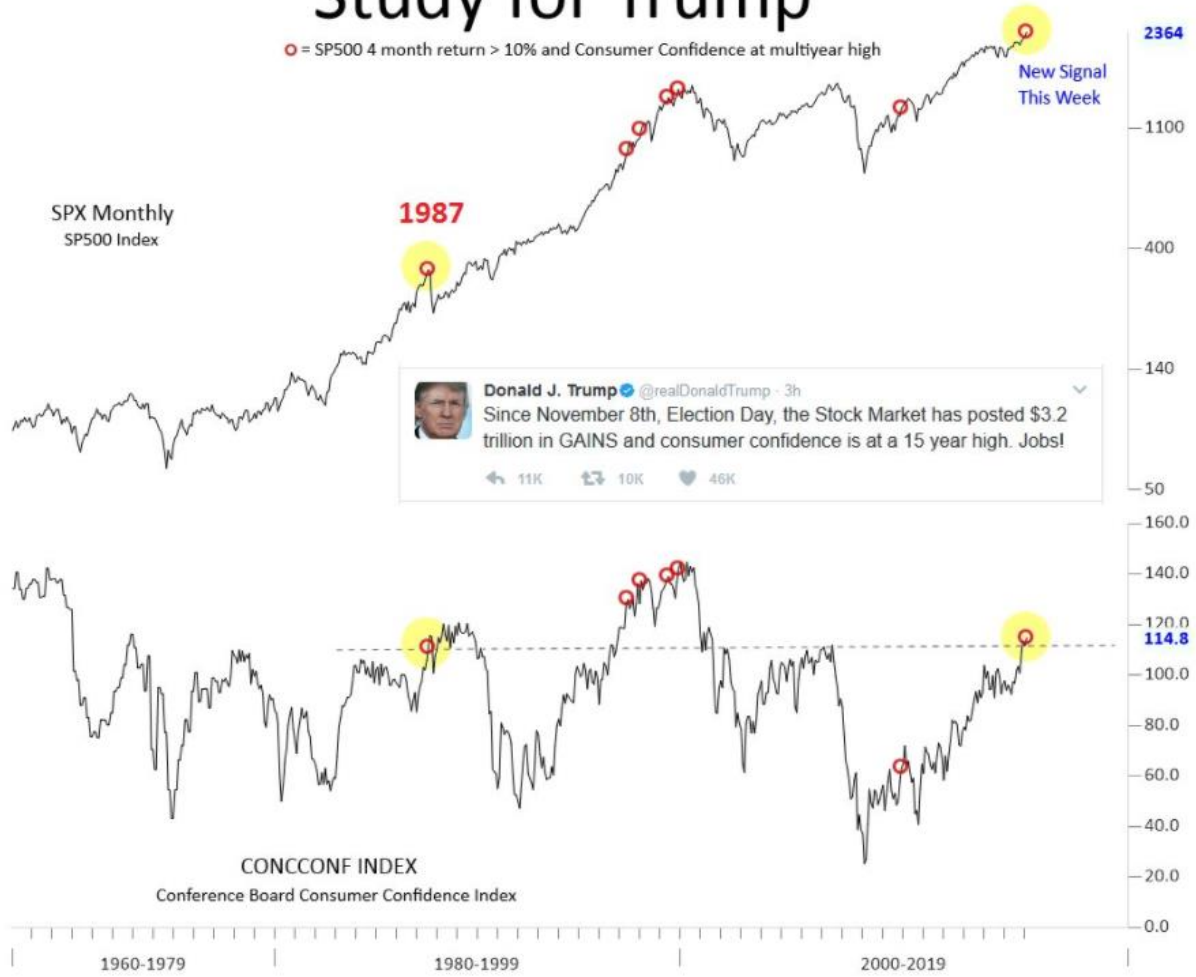 Study for Trump
= SP500 4 month return > 10% and Consumer Confidence at multiyear high
2364
New Signal
This Week
1100
SPX Monthly
SP500 Index
1987
400
140
Donald J. Trump @realDonaldTrump · 3h
Since November 8th, Election Day, the Stock Market has posted $3.2
trillion in GAINS and consumer confidence is at a 15 year high. Jobs!
11K 10K 46K
50
160.0
140.0
120.0
114.8
100.0
80.0
60.0
40.0
CONCCONF INDEX
Conference Board Consumer Confidence Index
20.0
0.0
1960-1979 1980-1999 2000-2019